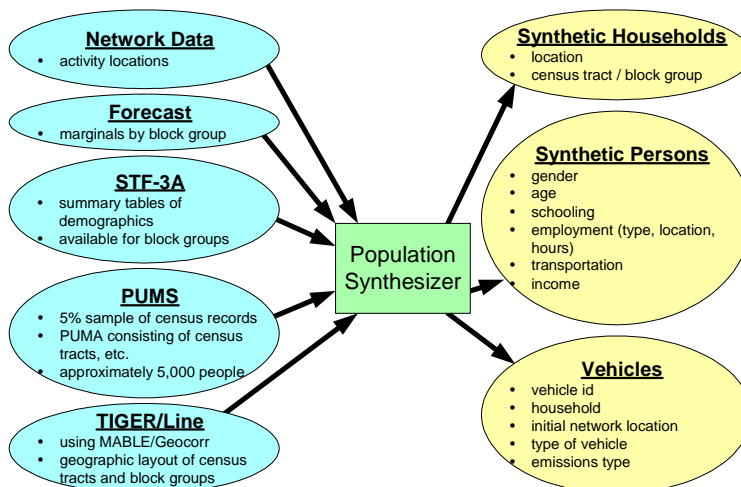 Network Data
• activity locations
Forecast
• marginals by block group
STF-3A
• summary tables of
demographics
• available for block groups
PUMS
• 5% sample of census records
• PUMA consisting of census
tracts, etc.
• approximately 5,000 people
TIGER/Line
• using MABLE/Geocorr
• geographic layout of census
tracts and block groups
Population
Synthesizer
Synthetic Households
• location
• census tract / block group
Synthetic Persons
• gender
• age
• schooling
• employment (type, location,
hours)
• transportation
• income
Vehicles
• vehicle id
• household
• initial network location
• type of vehicle
• emissions type